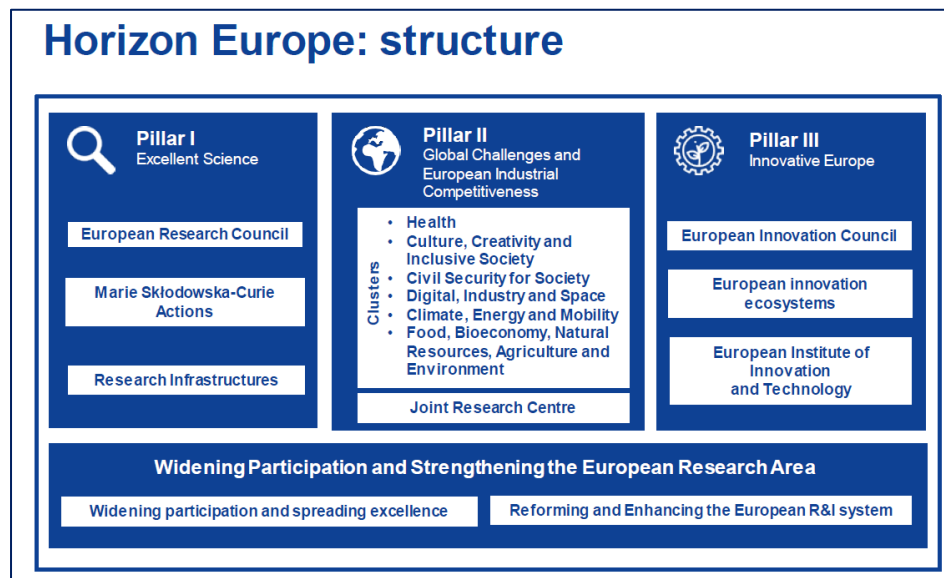 Horizon Europe: structure
Pillar I
Excellent Science
European Research Council
Marie Skłodowska-Curie
Actions
Research Infrastructures
Pillar II
Global Challenges and
European Industrial
Competitiveness
Clusters
• Health
• Culture, Creativity and
Inclusive Society
• Civil Security for Society
• Digital, Industry and Space
• Climate, Energy and Mobility
• Food, Bioeconomy, Natural
Resources, Agriculture and
Environment
Joint Research Centre
Pillar III
Innovative Europe
European Innovation Council
European innovation
ecosystems
European Institute of
Innovation
and Technology
Widening Participation and Strengthening the European Research Area
Widening participation and spreading excellence
Reforming and Enhancing the European R&I system